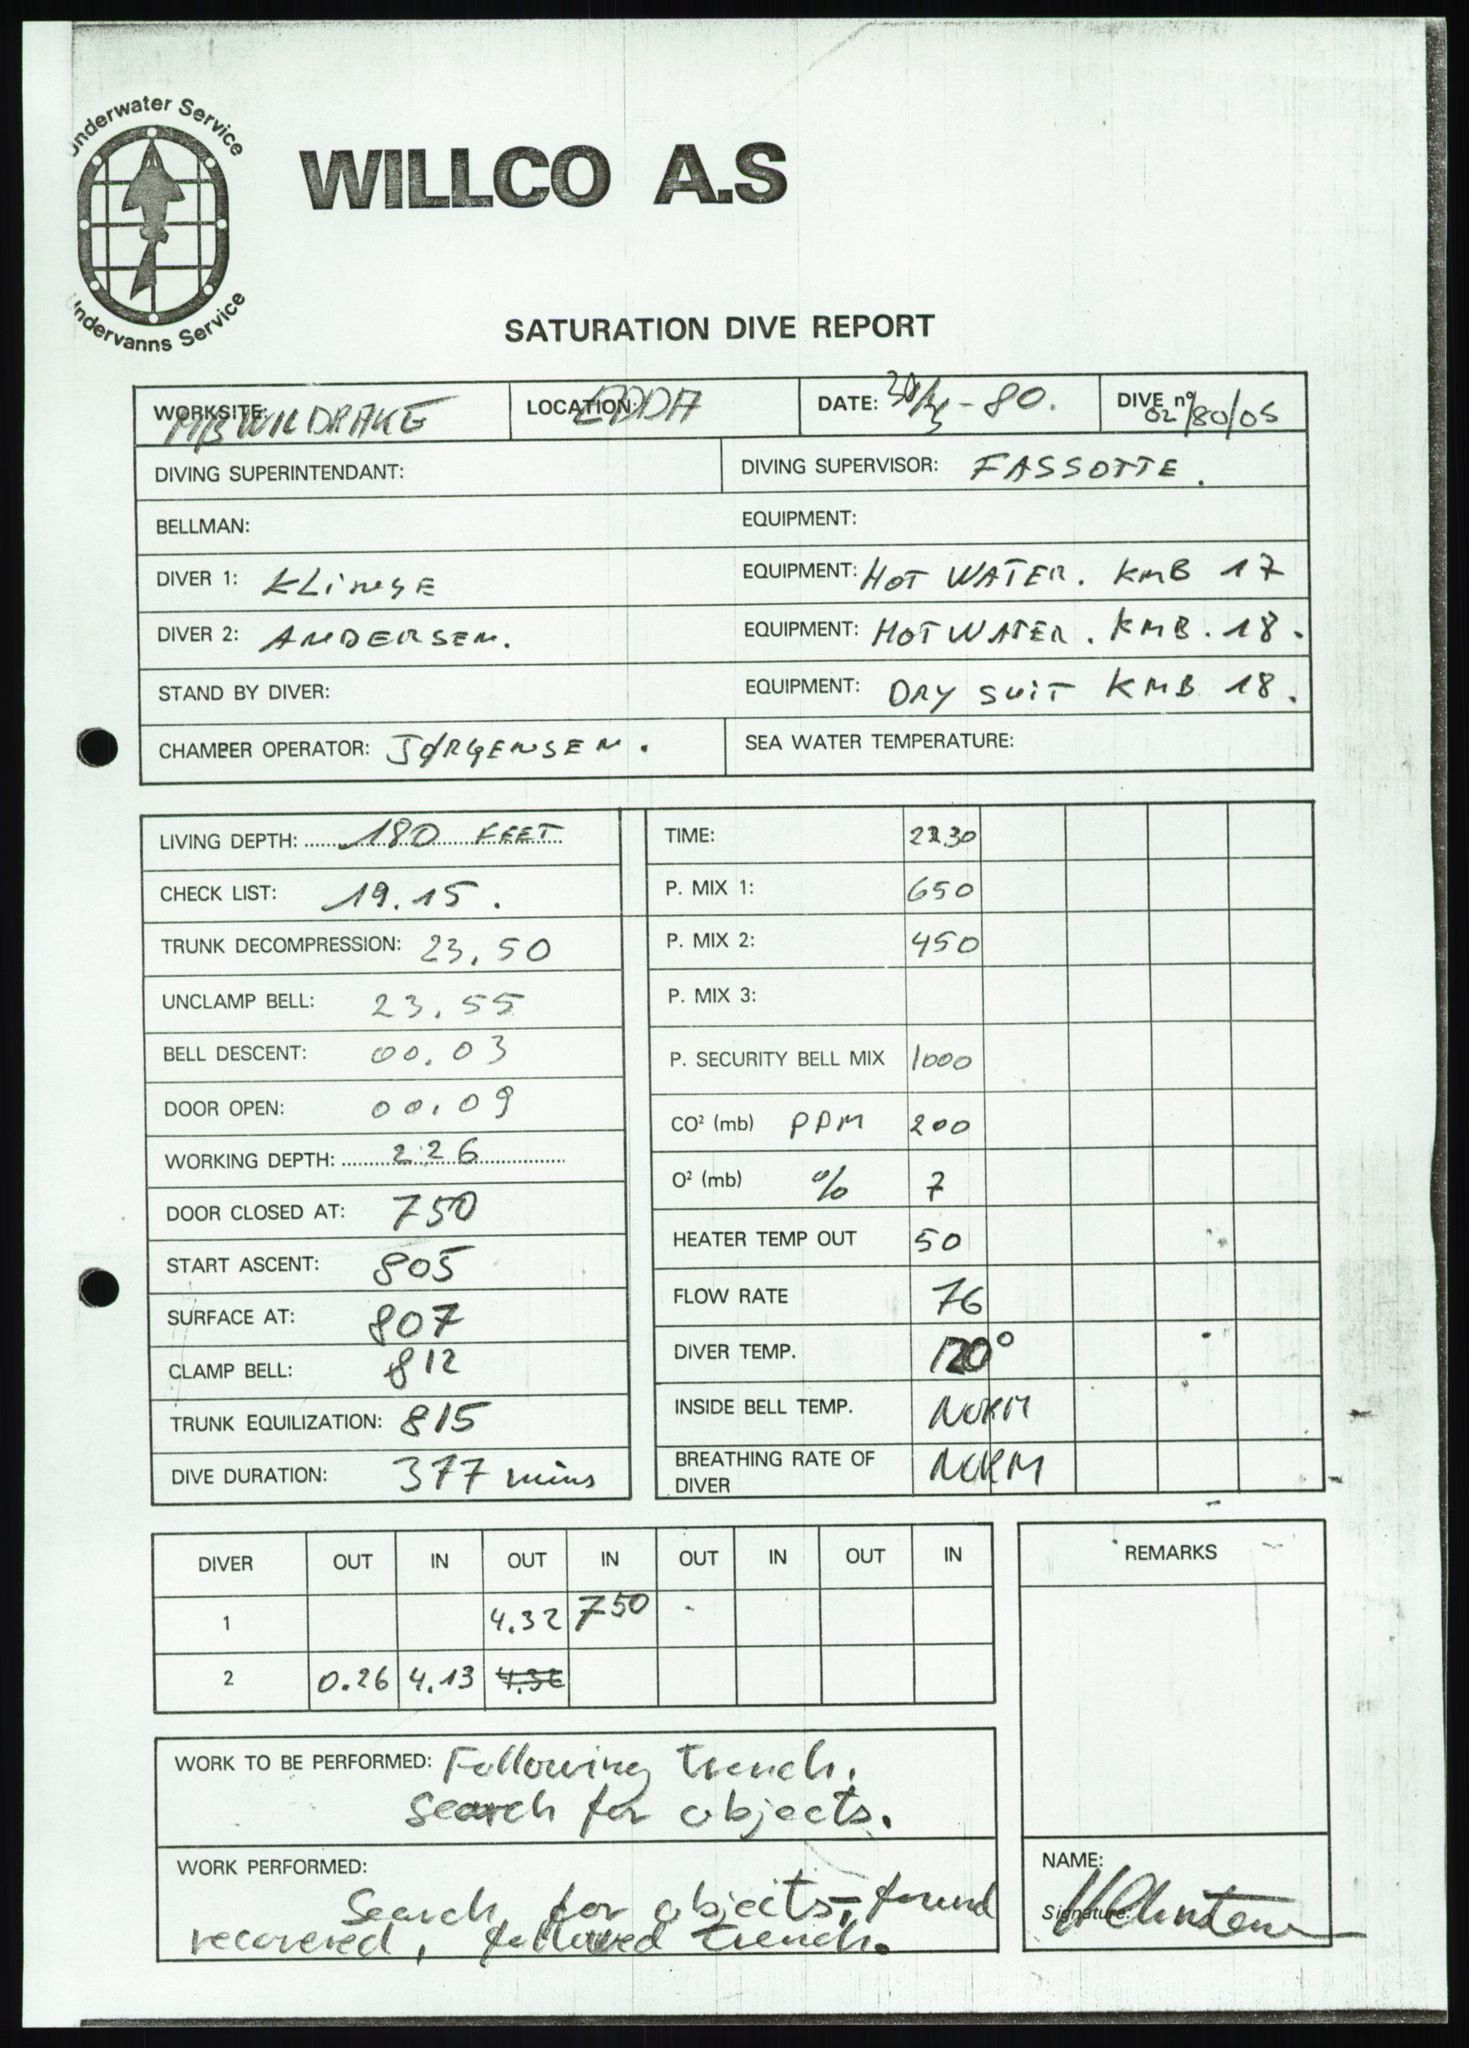 Underwater Service
WILLCO A.S
Undervanns Service
SATURATION DIVE REPORT
WORKSITE: M/S WILDRAKE LOCATION: EDDA DATE: -80. DIVE nº 02/80/05
DIVING SUPERINTENDANT: DIVING SUPERVISOR: FASSOTTE.
BELLMAN: EQUIPMENT:
DIVER 1: KLINGE EQUIPMENT: HOT WATER. KMB 17
DIVER 2: ANDERSEN. EQUIPMENT: HOT WATER. KMB. 18.
STAND BY DIVER: EQUIPMENT: DRY SUIT KMB 18.
CHAMBER OPERATOR: JØRGENSEN. SEA WATER TEMPERATURE:
LIVING DEPTH: 180 FEET
CHECK LIST: 19.15.
TRUNK DECOMPRESSION: 23.50
UNCLAMP BELL: 23.55
BELL DESCENT: 00.03
DOOR OPEN: 00.09
WORKING DEPTH: 226
DOOR CLOSED AT: 750
START ASCENT: 805
SURFACE AT: 807
CLAMP BELL: 812
TRUNK EQUILIZATION: 815
DIVE DURATION: 377 mins
TIME: 2230
P. MIX 1: 650
P. MIX 2: 450
P. MIX 3:
P. SECURITY BELL MIX 1000
CO² (mb) PPM 200
O² (mb) % 7
HEATER TEMP OUT 50
FLOW RATE 76
DIVER TEMP. 120°
INSIDE BELL TEMP. NORM
BREATHING RATE OF
DIVER NORM
DIVER OUT IN OUT IN OUT IN OUT IN
1 4.32 750
2 0.26 4.13
REMARKS
WORK TO BE PERFORMED: Following trench.
search for objects.
WORK PERFORMED:
Search for objects, found
recovered, followed trench.
NAME:
Signature: